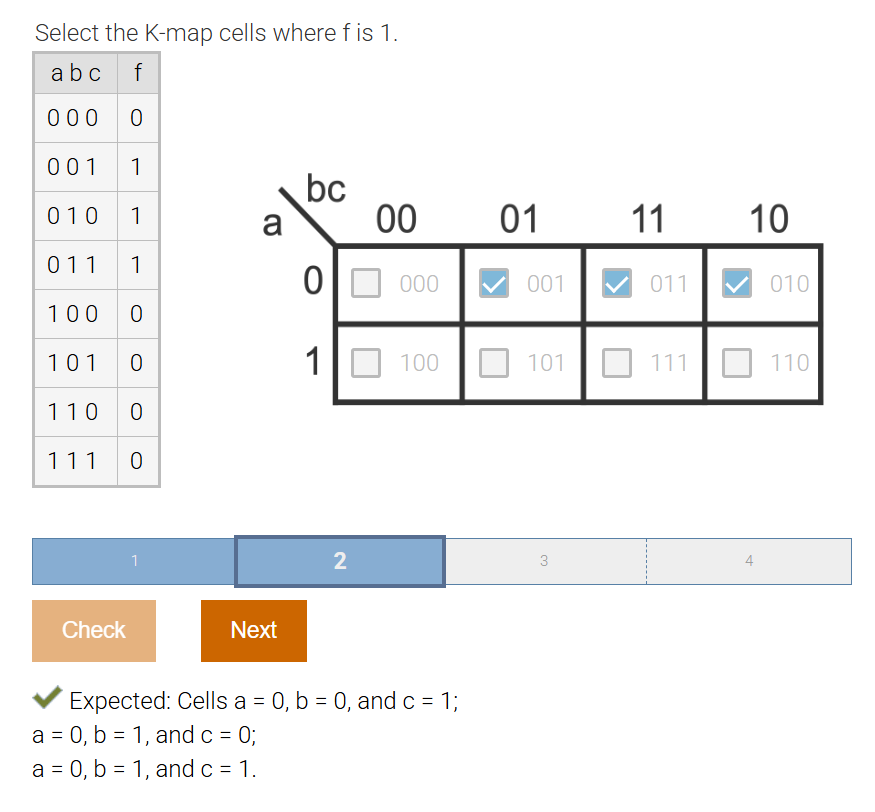 Select the K-map cells where f is 1.
a b c f
0 0 0 0
0 0 1 1
0 1 0 1
0 1 1 1
1 0 0 0
1 0 1 0
1 1 0 0
1 1 1 0
bc
a 00 01 11 10
0 000 001 011 010
1 100 101 111 110
1 2 3 4
Check Next
Expected: Cells a = 0, b = 0, and c = 1;
a = 0, b = 1, and c = 0;
a = 0, b = 1, and c = 1.